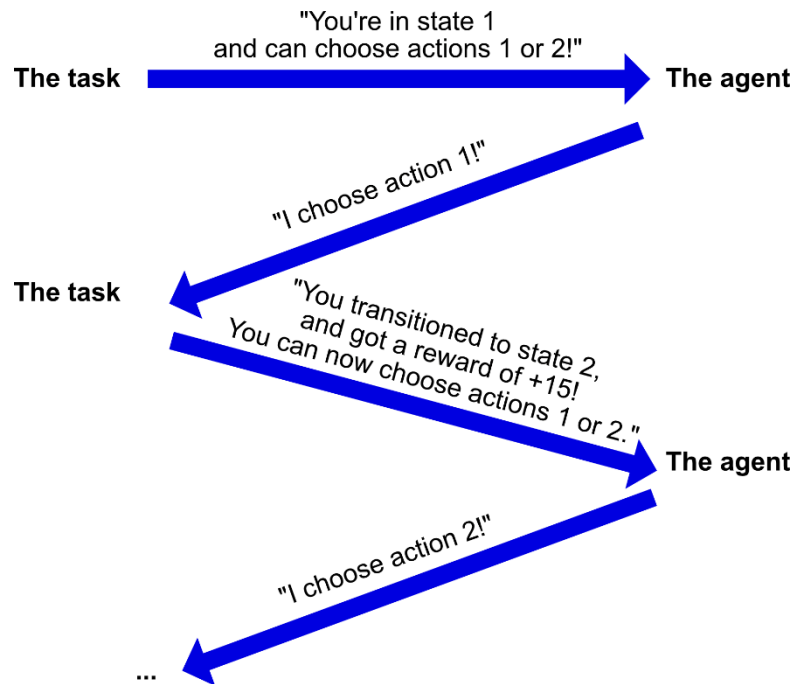 "You're in state 1
and can choose actions 1 or 2!"
The task
The agent
"I choose action 1!"
The task
"You transitioned to state 2,
and got a reward of +15!
You can now choose actions 1 or 2."
The agent
"I choose action 2!"
...